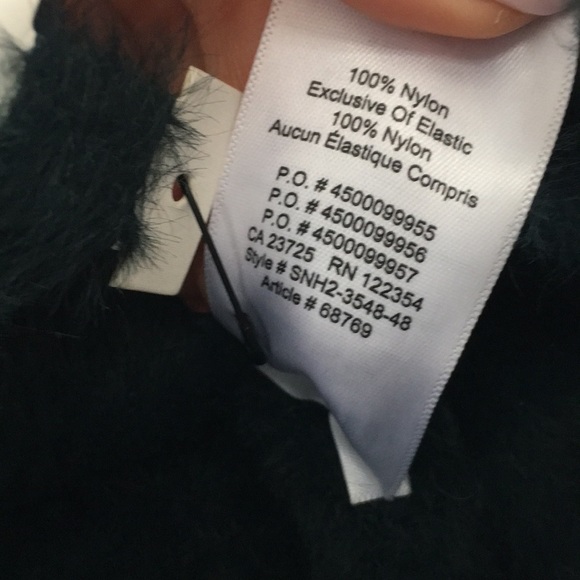 100% Nylon
Exclusive Of Elastic
100% Nylon
Aucun Élastique Compris
P.O. # 4500099955
P.O. # 4500099956
P.O. # 4500099957
CA 23725 RN 122354
Style # SNH2-3548-48
Article # 68769